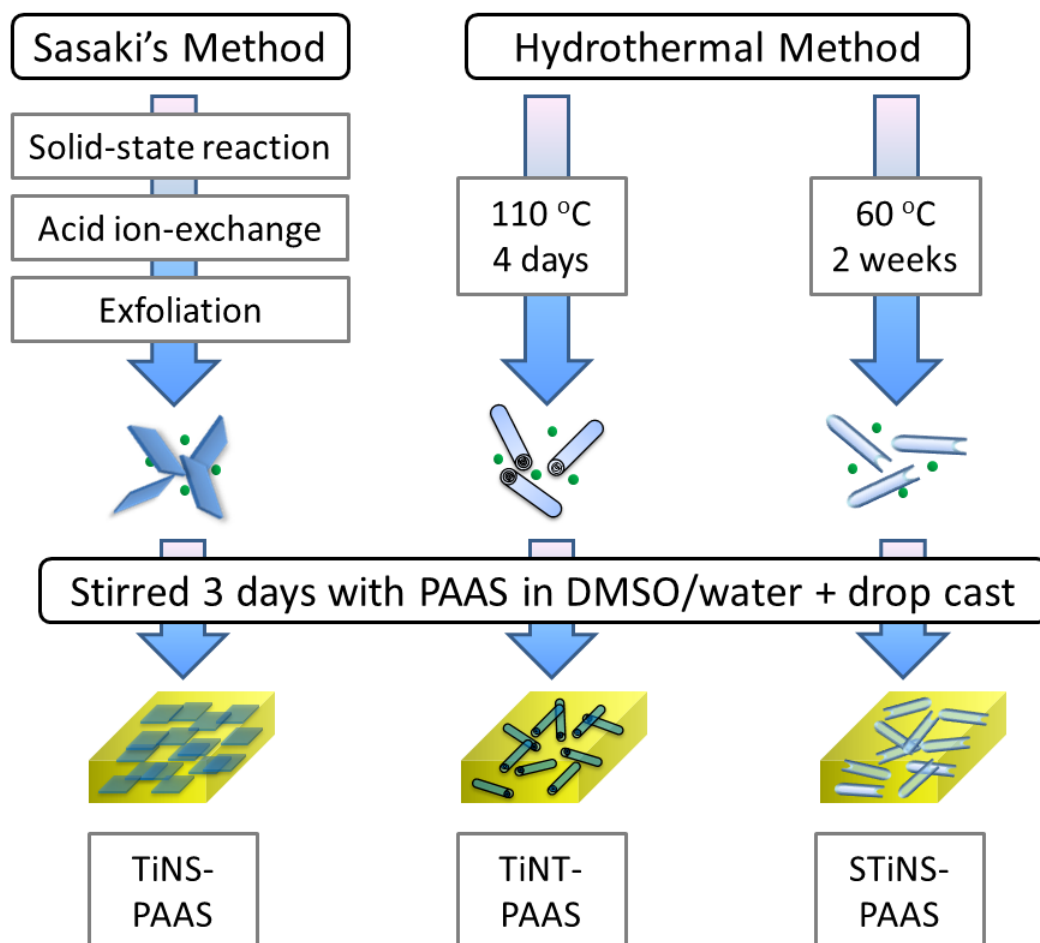 Sasaki's Method
Hydrothermal Method
Solid-state reaction
Acid ion-exchange
Exfoliation
110 °C
4 days
60 °C
2 weeks
Stirred 3 days with PAAS in DMSO/water + drop cast
TiNS-
PAAS
TiNT-
PAAS
STiNS-
PAAS